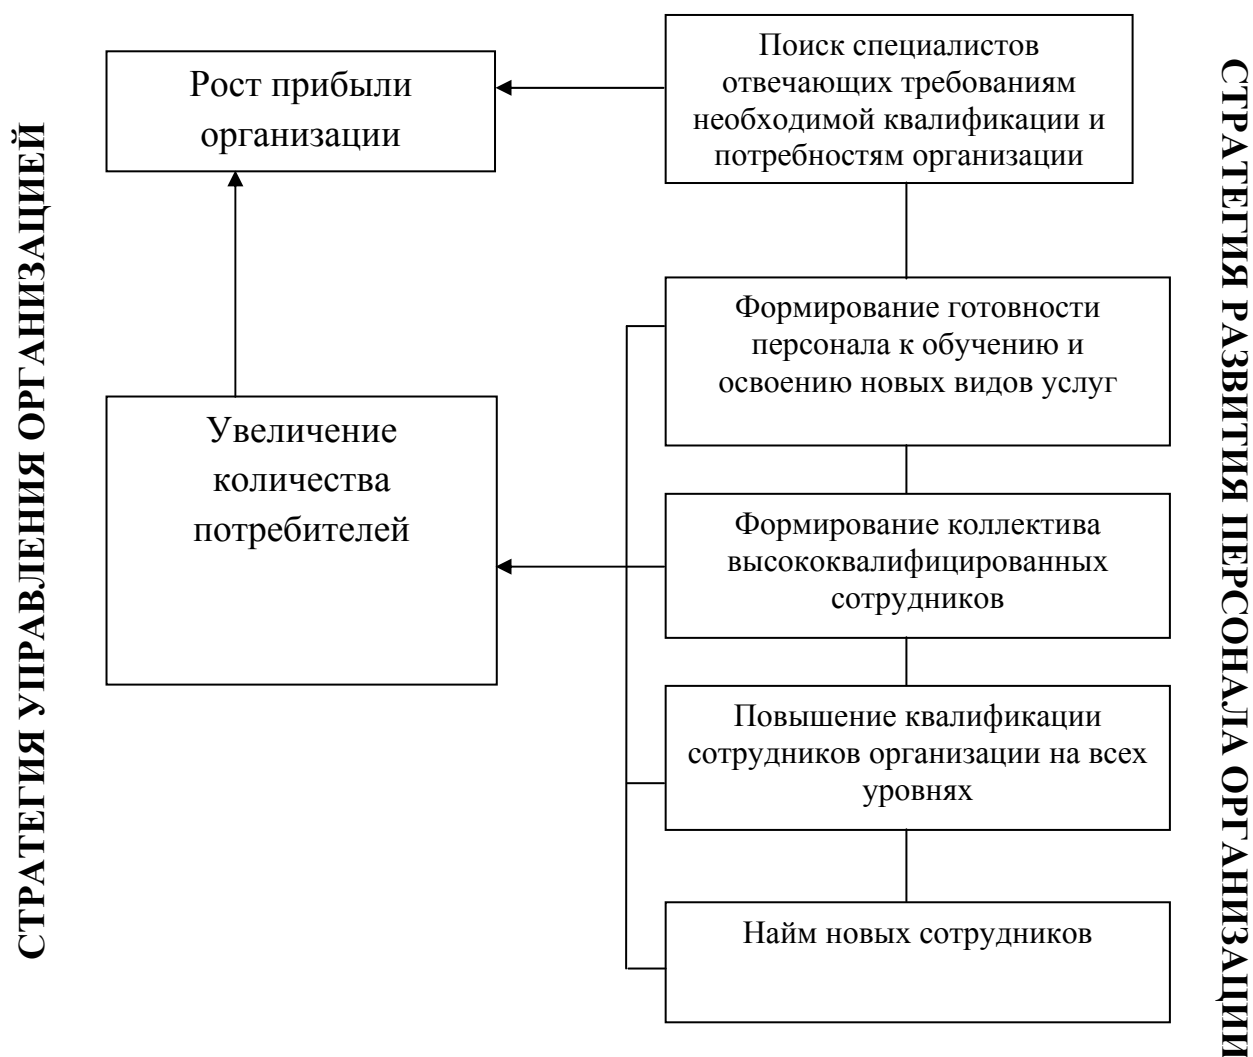 СТРАТЕГИЯ УПРАВЛЕНИЯ ОРГАНИЗАЦИЕЙ
Рост прибыли
организации
Увеличение
количества
потребителей
Поиск специалистов
отвечающих требованиям
необходимой квалификации и
потребностям организации
Формирование готовности
персонала к обучению и
освоению новых видов услуг
Формирование коллектива
высококвалифицированных
сотрудников
Повышение квалификации
сотрудников организации на всех
уровнях
Найм новых сотрудников
СТРАТЕГИЯ РАЗВИТИЯ ПЕРСОНАЛА ОРГАНИЗАЦИИ